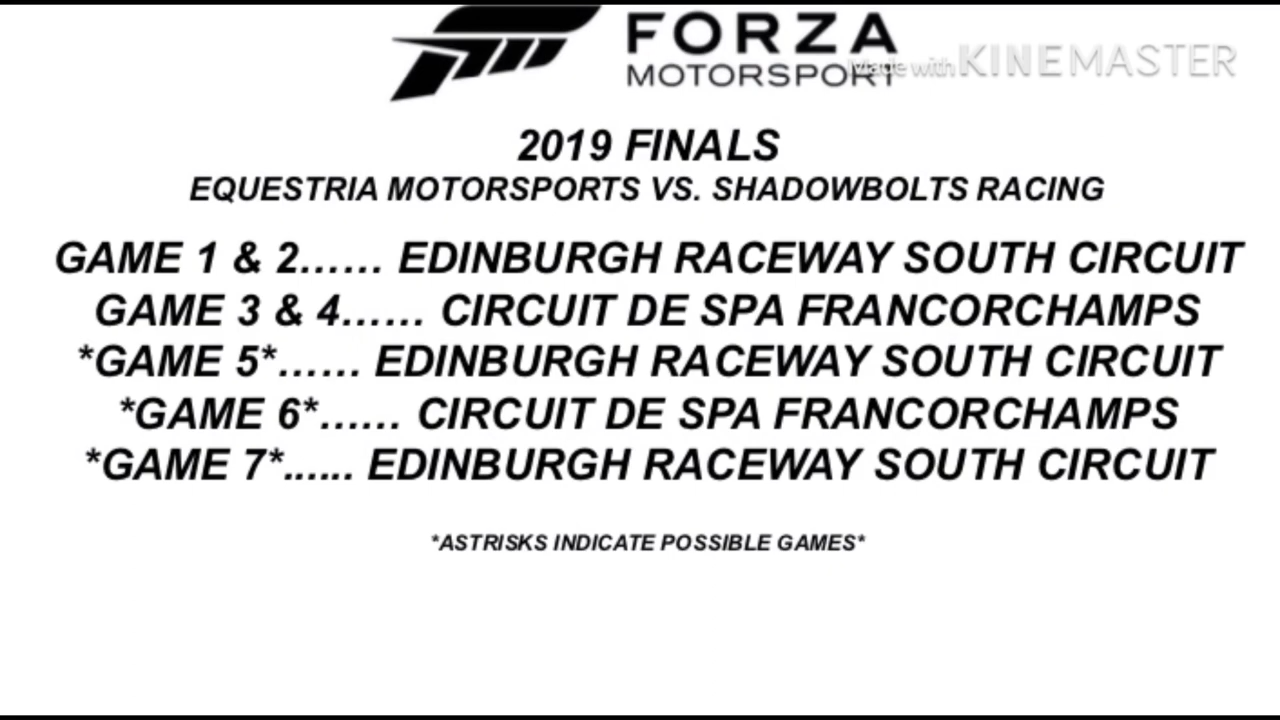 FORZA
MOTORSPORT
Made with KINEMASTER
2019 FINALS
EQUESTRIA MOTORSPORTS VS. SHADOWBOLTS RACING
GAME 1 & 2...... EDINBURGH RACEWAY SOUTH CIRCUIT
GAME 3 & 4...... CIRCUIT DE SPA FRANCORCHAMPS
*GAME 5*...... EDINBURGH RACEWAY SOUTH CIRCUIT
*GAME 6*...... CIRCUIT DE SPA FRANCORCHAMPS
*GAME 7*...... EDINBURGH RACEWAY SOUTH CIRCUIT
*ASTRISKS INDICATE POSSIBLE GAMES*